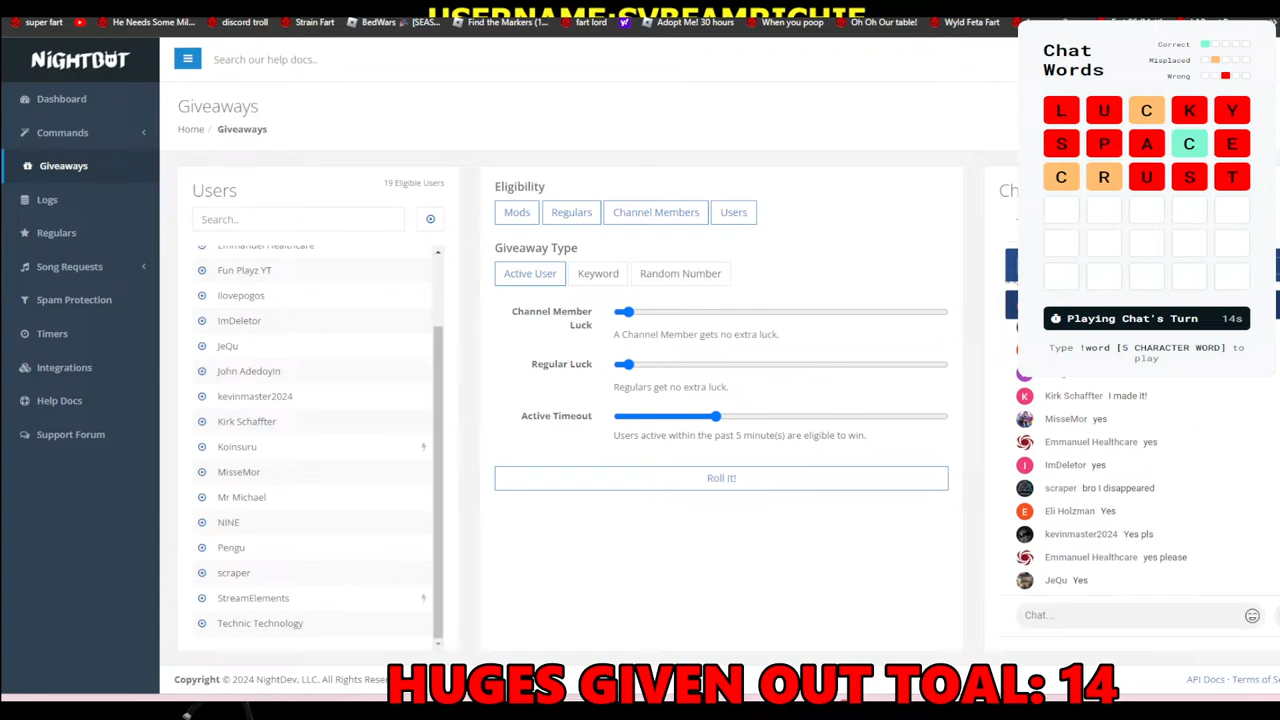 super fart
He Needs Some Mil...
discord troll
Strain Fart
BedWars
[SEAS...
Find the Markers (1...
fart lord
Adopt Me! 30 hours
When you poop
Oh Oh Our table!
Wyld Feta Fart
NIGHTBOT
Search our help docs..
Dashboard
Commands
Giveaways
Logs
Regulars
Song Requests
Spam Protection
Timers
Integrations
Help Docs
Support Forum
Giveaways
Home / Giveaways
Users
19 Eligible Users
Search..
Emmanuel Healthcare
Fun Playz YT
Ilovepogos
ImDeletor
JeQu
John Adedoyin
kevinmaster2024
Kirk Schaffter
Koinsuru
MisseMor
Mr Michael
NINE
Pengu
scraper
StreamElements
Technic Technology
Eligibility
Mods
Regulars
Channel Members
Users
Giveaway Type
Active User
Keyword
Random Number
Channel Member
Luck
A Channel Member gets no extra luck.
Regular Luck
Regulars get no extra luck.
Active Timeout
Users active within the past 5 minute(s) are eligible to win.
Roll It!
Chat
Words
Correct
Misplaced
Wrong
L U C K Y
S P A C E
C R U S T
Playing Chat's Turn 14s
Type !word [5 CHARACTER WORD] to
play
K Kirk Schaffter I made it!
MisseMor yes
Emmanuel Healthcare yes
I ImDeletor yes
scraper bro I disappeared
E Eli Holzman Yes
kevinmaster2024 Yes pls
Emmanuel Healthcare yes please
JeQu Yes
Chat...
Copyright © 2024 NightDev, LLC. All Rights Res
API Docs · Terms of Se
HUGES GIVEN OUT TOAL: 14